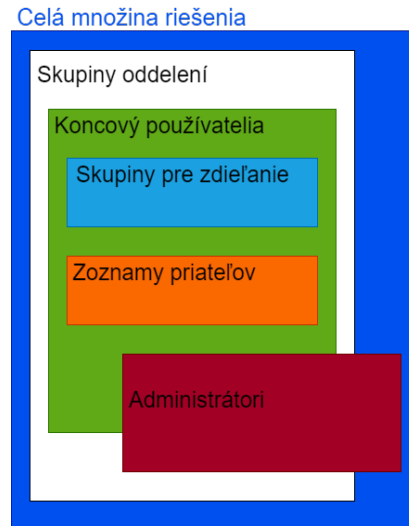 Celá množina riešenia
Skupiny oddelení
Koncový používatelia
Skupiny pre zdieľanie
Zoznamy priateľov
Administrátori